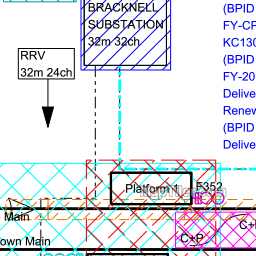 BRACKNELL
SUBSTATION
32m 32ch
(BPID
FY-CP
KC130
(BPID
FY-20
Delive
Renew
(BPID
Delive
RRV
32m 24ch
Platform 1
F352
Main
own Main
C+P
C+